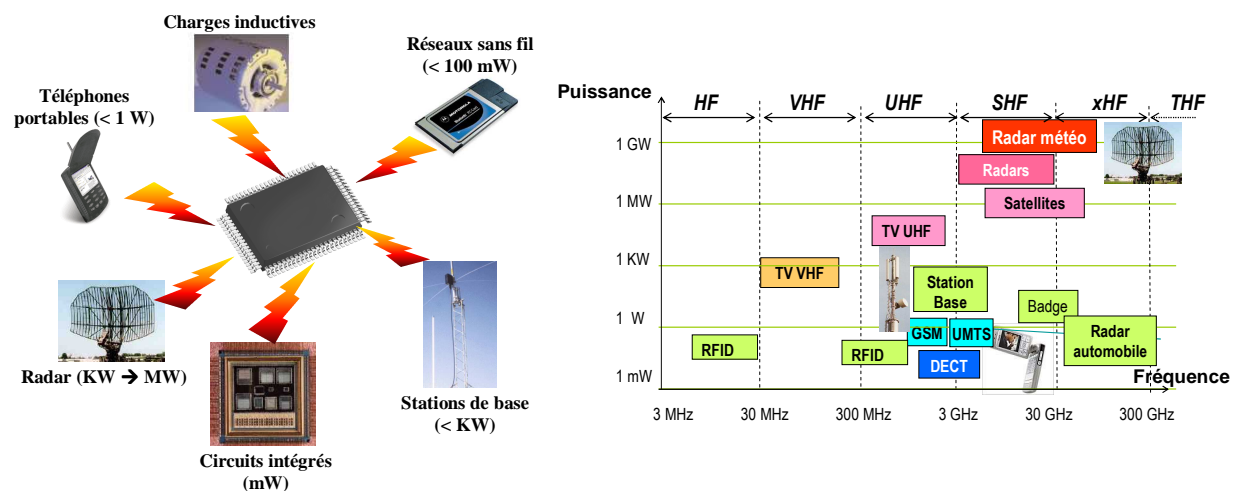 Charges inductives
Réseaux sans fil
(< 100 mW)
Téléphones
portables (< 1 W)
MOTOROLA
Radar (KW → MW)
Stations de base
(< KW)
Circuits intégrés
(mW)
Puissance
HF
VHF
UHF
SHF
xHF
THF
1 GW
Radar météo
Radars
1 MW
Satellites
TV UHF
1 KW
TV VHF
Station
Base
Badge
1 W
GSM
UMTS
Radar
automobile
RFID
RFID
DECT
1 mW
Fréquence
3 MHz
30 MHz
300 MHz
3 GHz
30 GHz
300 GHz